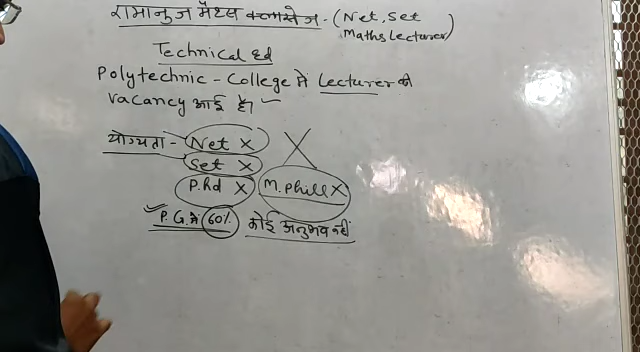 रामानुज मैथ्स क्लासेज - (Net, Set Maths Lecturer)
Technical Ed
Polytechnic - College में Lecturer की
vacancy आई है।
योग्यता - Net X X
Set X
P.hd X M. Phill X
P.G. में 60% कोई अनुभव नहीं